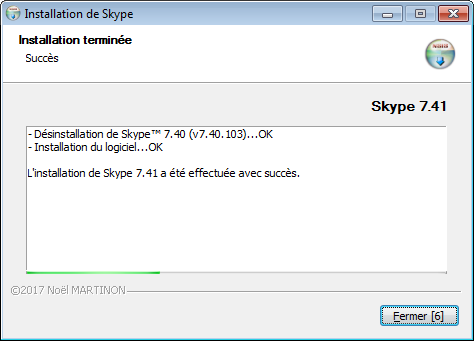 Installation de Skype
Installation terminée
Succès
Skype 7.41
- Désinstallation de Skype™ 7.40 (v7.40.103)...OK
- Installation du logiciel...OK
L'installation de Skype 7.41 a été effectuée avec succès.
©2017 Noël MARTINON
Fermer [6]